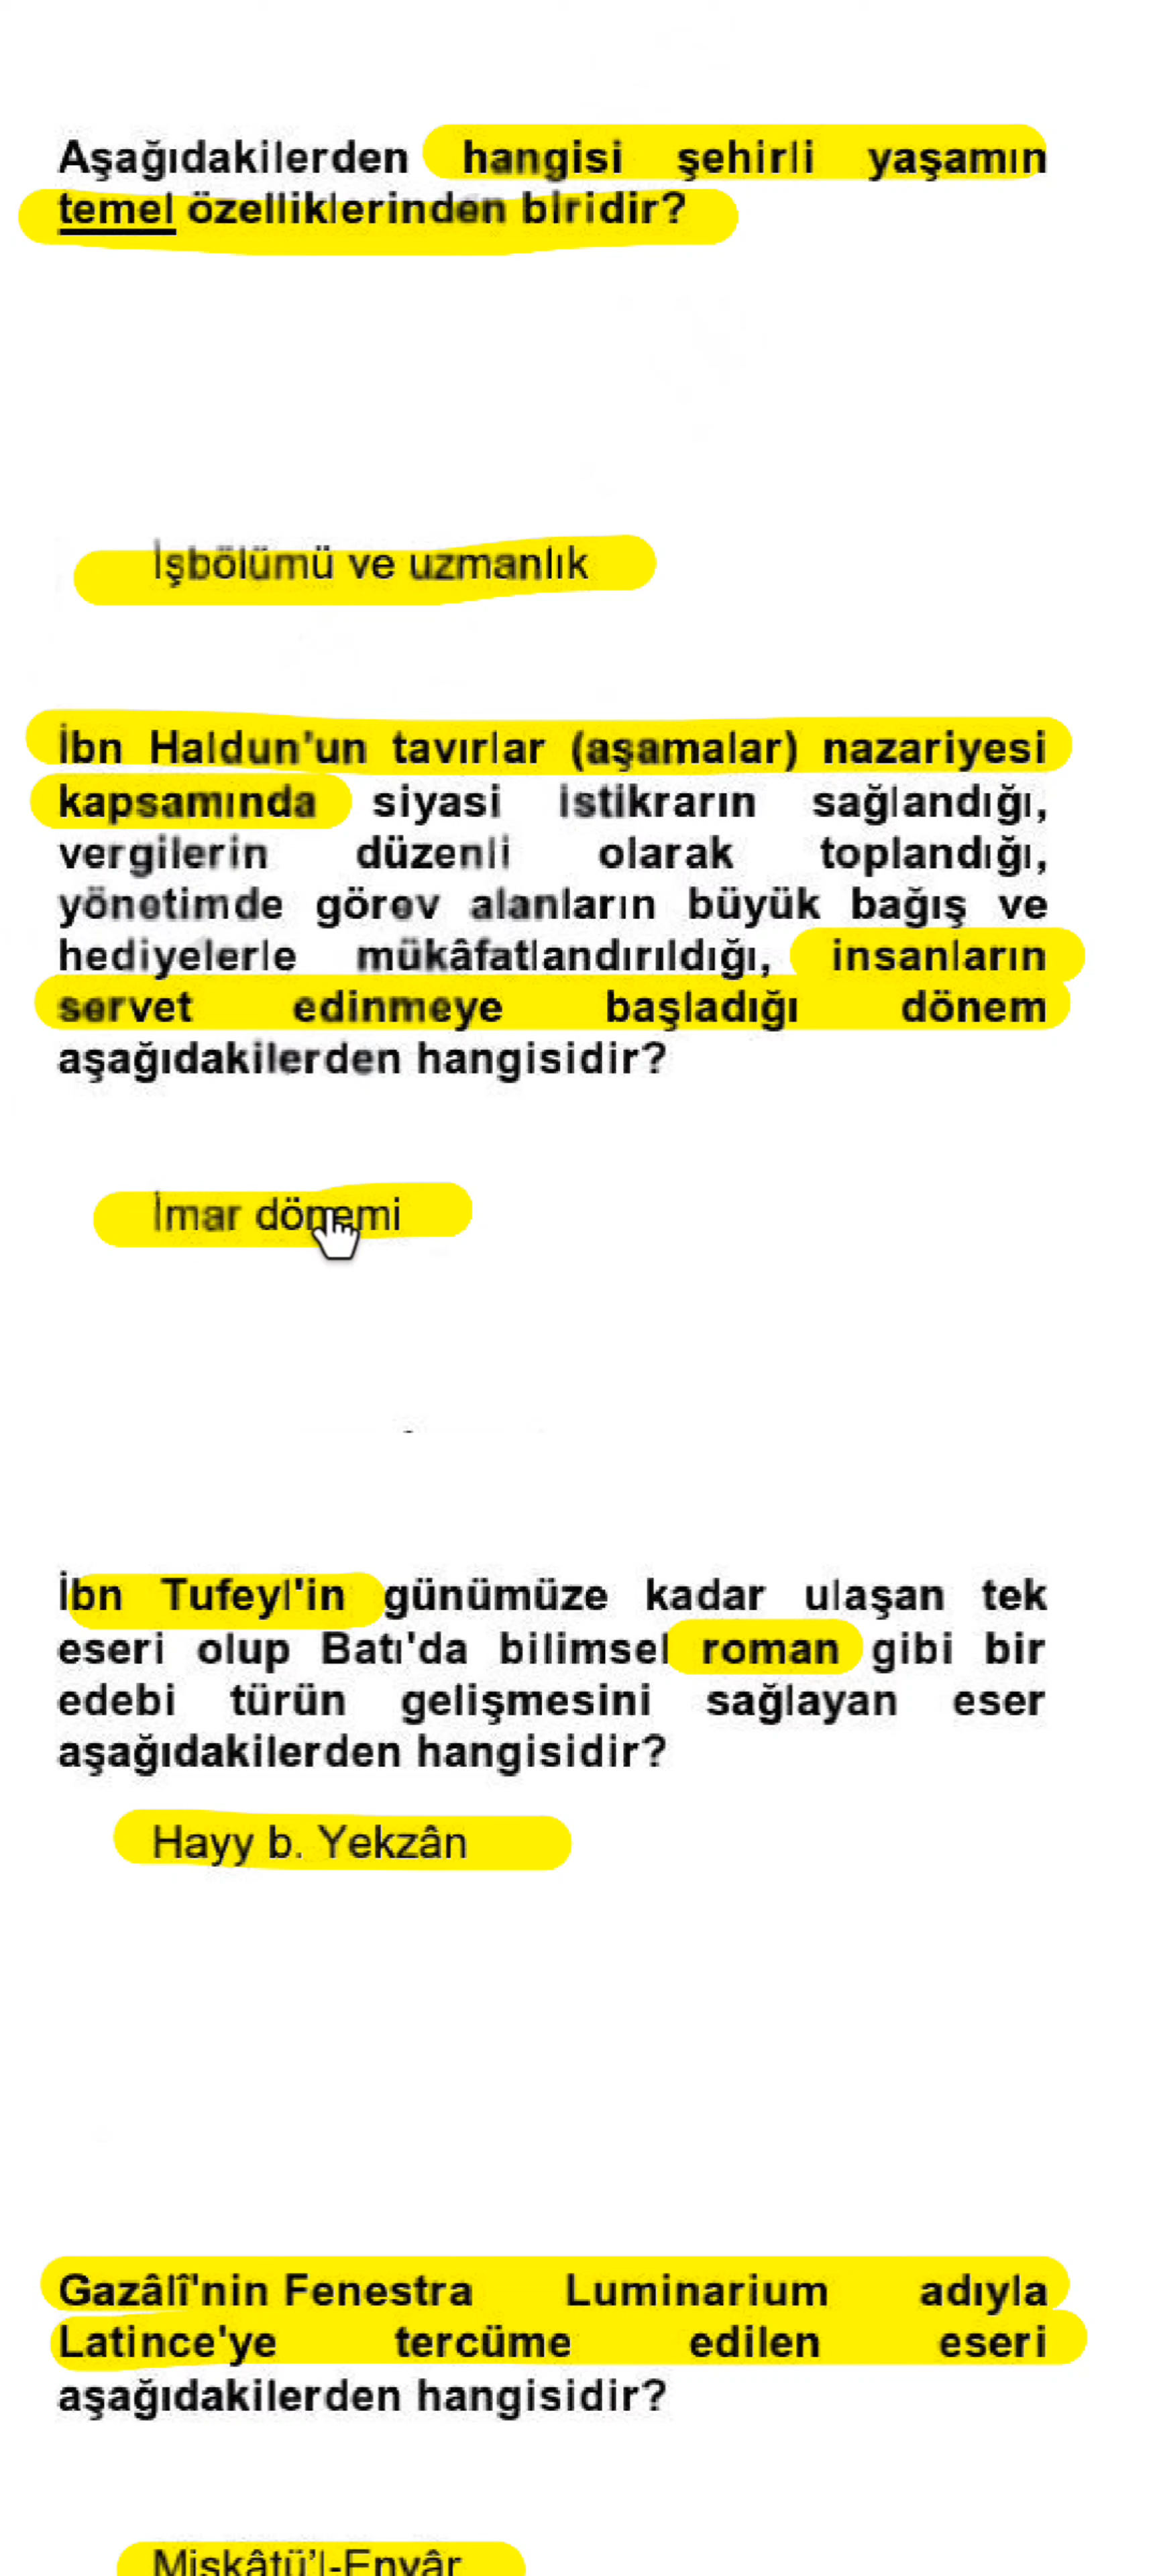 Aşağıdakilerden hangisi şehirli yaşamın
temel özelliklerinden biridir?
İşbölümü ve uzmanlık
İbn Haldun'un tavırlar (aşamalar) nazariyesi
kapsamında siyasi istikrarın sağlandığı,
vergilerin düzenli olarak toplandığı,
yönetimde görev alanların büyük bağış ve
hediyelerle mükâfatlandırıldığı, insanların
servet edinmeye başladığı dönem
aşağıdakilerden hangisidir?
İmar dönemi
İbn Tufeyl'in günümüze kadar ulaşan tek
eseri olup Batı'da bilimsel roman gibi bir
edebi türün gelişmesini sağlayan eser
aşağıdakilerden hangisidir?
Hayy b. Yekzân
Gazâlî'nin Fenestra Luminarium adıyla
Latince'ye tercüme edilen eseri
aşağıdakilerden hangisidir?
Mişkâtü'l-Envâr